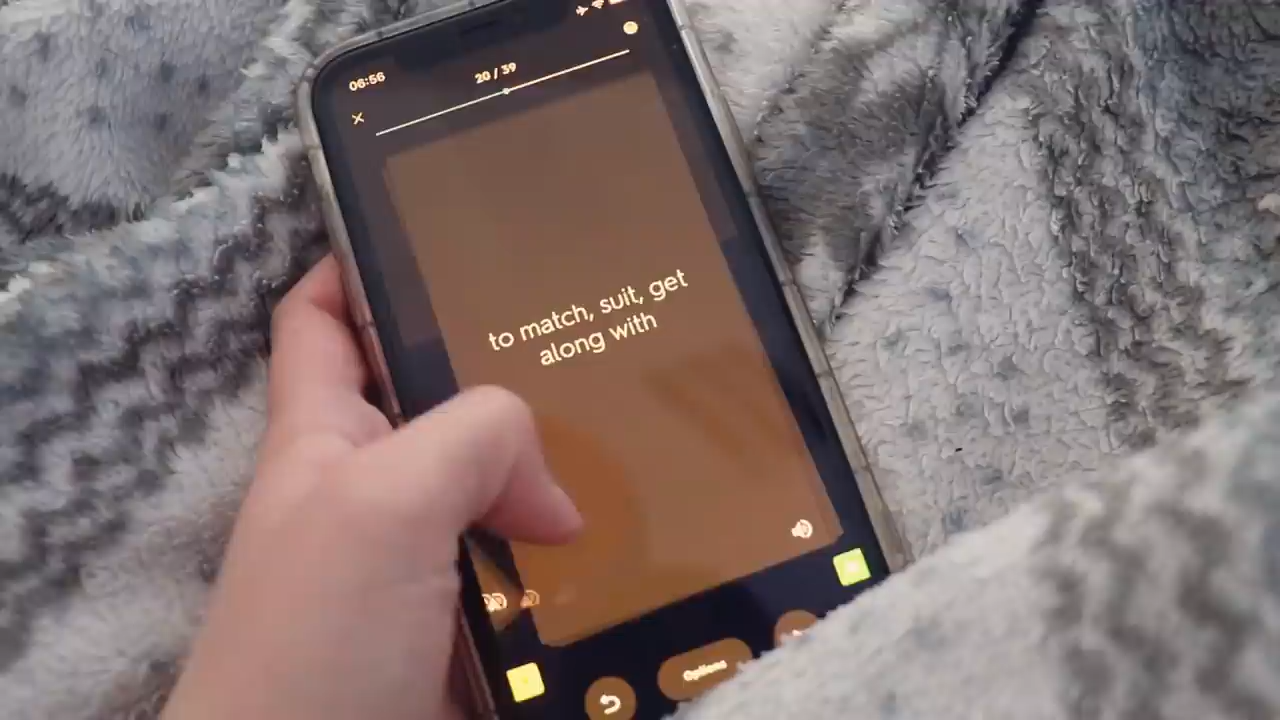 06:56
20 / 39
to match, suit, get
along with
Options